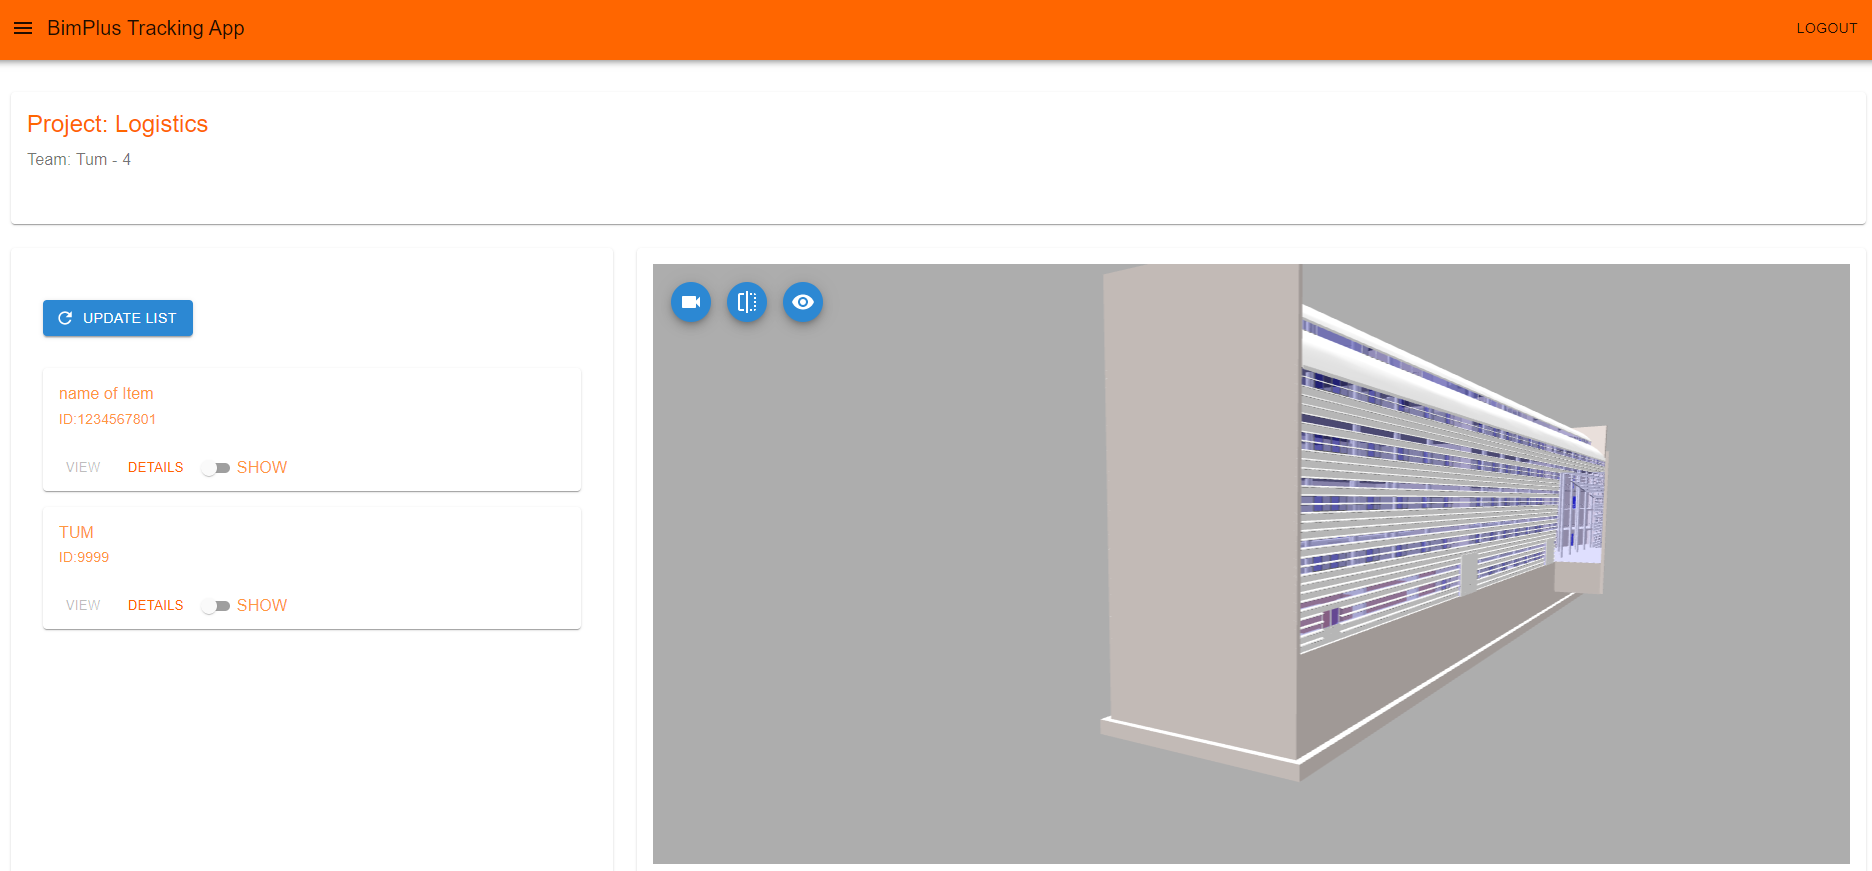 BimPlus Tracking App
LOGOUT
Project: Logistics
Team: Tum - 4
UPDATE LIST
name of Item
ID:1234567801
VIEW DETAILS SHOW
TUM
ID:9999
VIEW DETAILS SHOW